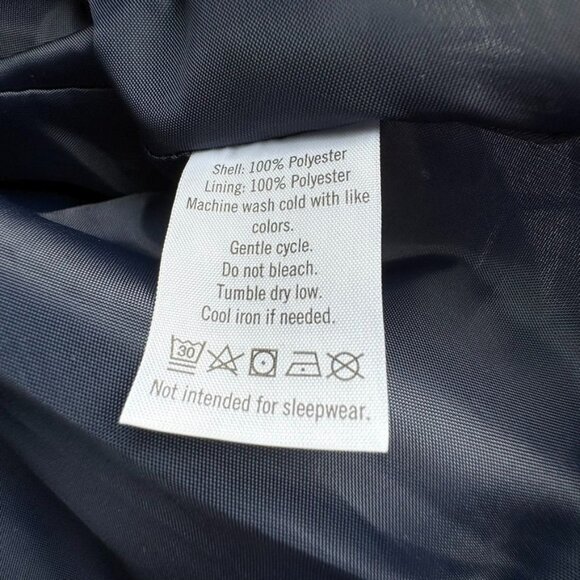 Shell: 100% Polyester
Lining: 100% Polyester
Machine wash cold with like
colors.
Gentle cycle.
Do not bleach.
Tumble dry low.
Cool iron if needed.
30
Not intended for sleepwear.